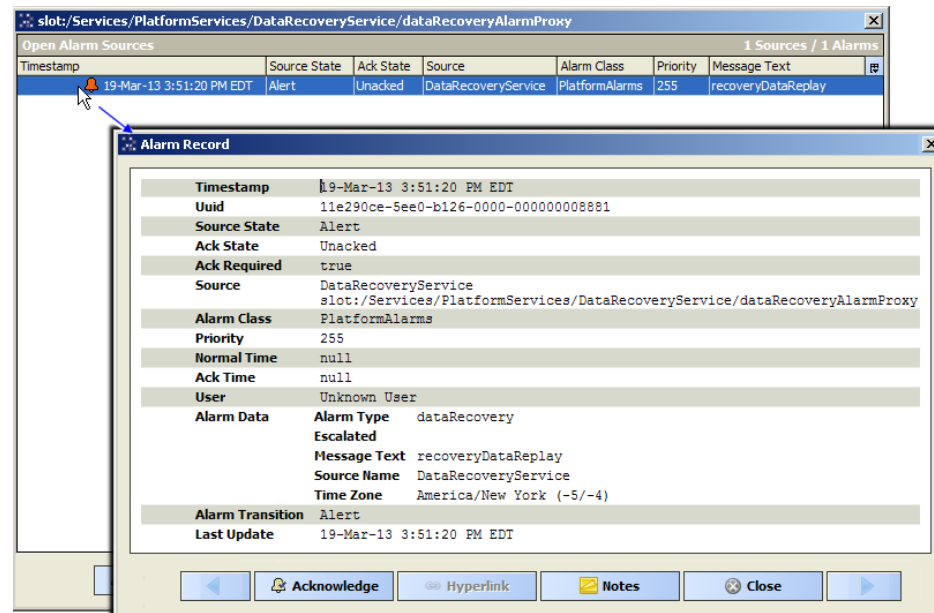 slot:/Services/PlatformServices/DataRecoveryService/dataRecoveryAlarmProxy
Open Alarm Sources 1 Sources / 1 Alarms
Timestamp Source State Ack State Source Alarm Class Priority Message Text
19-Mar-13 3:51:20 PM EDT Alert Unacked DataRecoveryService PlatformAlarms 255 recoveryDataReplay
Alarm Record
Timestamp 19-Mar-13 3:51:20 PM EDT
Uuid 11e290ce-5ee0-b126-0000-000000008881
Source State Alert
Ack State Unacked
Ack Required true
Source DataRecoveryService
slot:/Services/PlatformServices/DataRecoveryService/dataRecoveryAlarmProxy
Alarm Class PlatformAlarms
Priority 255
Normal Time null
Ack Time null
User Unknown User
Alarm Data Alarm Type dataRecovery
Escalated
Message Text recoveryDataReplay
Source Name DataRecoveryService
Time Zone America/New York (-5/-4)
Alarm Transition Alert
Last Update 19-Mar-13 3:51:20 PM EDT
Acknowledge Hyperlink Notes Close